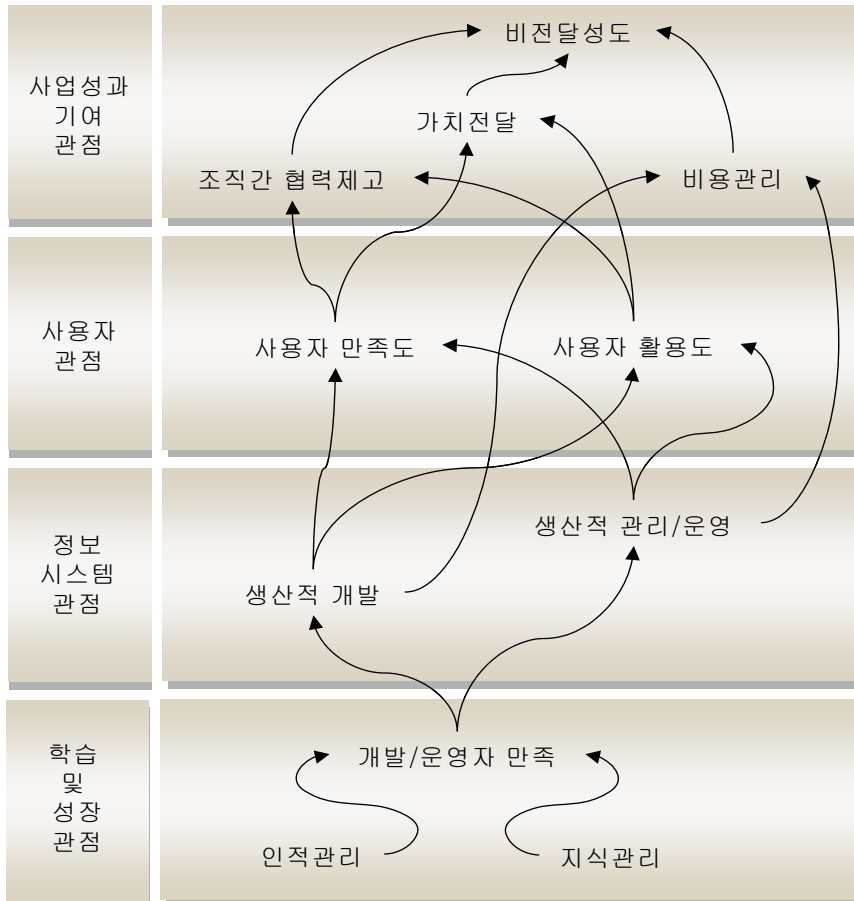 사업성과
기여
관점
비전달성도
가치전달
조직간 협력제고
비용관리
사용자
관점
사용자 만족도
사용자 활용도
정보
시스템
관점
생산적 관리/운영
생산적 개발
학습
및
성장
관점
개발/운영자 만족
인적관리
지식관리